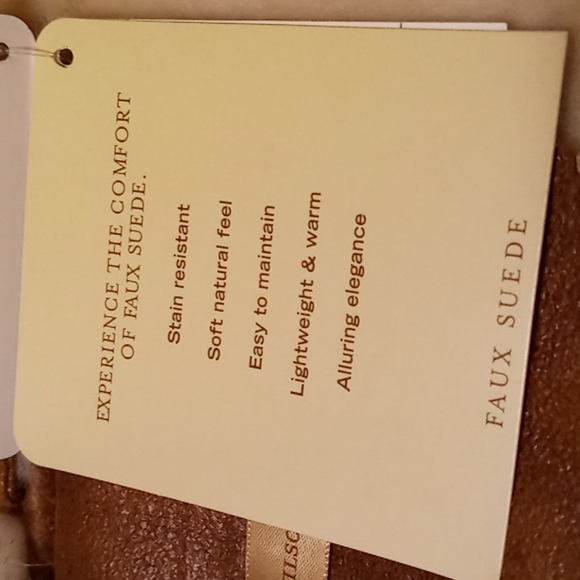 EXPERIENCE THE COMFORT
OF FAUX SUEDE.
Stain resistant
Soft natural feel
Easy to maintain
Lightweight & warm
Alluring elegance
FAUX SUEDE